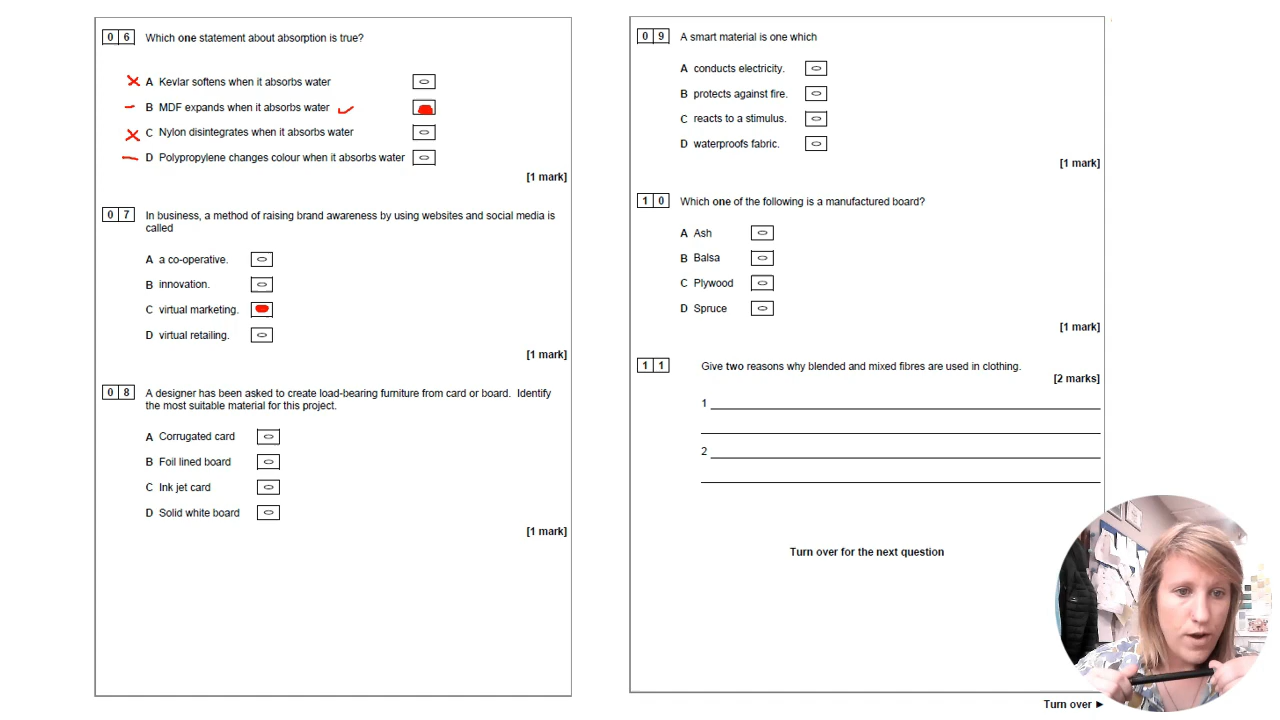 0 6 Which one statement about absorption is true?
A Kevlar softens when it absorbs water
B MDF expands when it absorbs water
C Nylon disintegrates when it absorbs water
D Polypropylene changes colour when it absorbs water
[1 mark]
0 7 In business, a method of raising brand awareness by using websites and social media is
called
A a co-operative.
B innovation.
C virtual marketing.
D virtual retailing.
[1 mark]
0 8 A designer has been asked to create load-bearing furniture from card or board. Identify
the most suitable material for this project.
A Corrugated card
B Foil lined board
C Ink jet card
D Solid white board
[1 mark]
0 9 A smart material is one which
A conducts electricity.
B protects against fire.
C reacts to a stimulus.
D waterproofs fabric.
[1 mark]
1 0 Which one of the following is a manufactured board?
A Ash
B Balsa
C Plywood
D Spruce
[1 mark]
1 1 Give two reasons why blended and mixed fibres are used in clothing.
[2 marks]
1
2
Turn over for the next question
Turn over ►